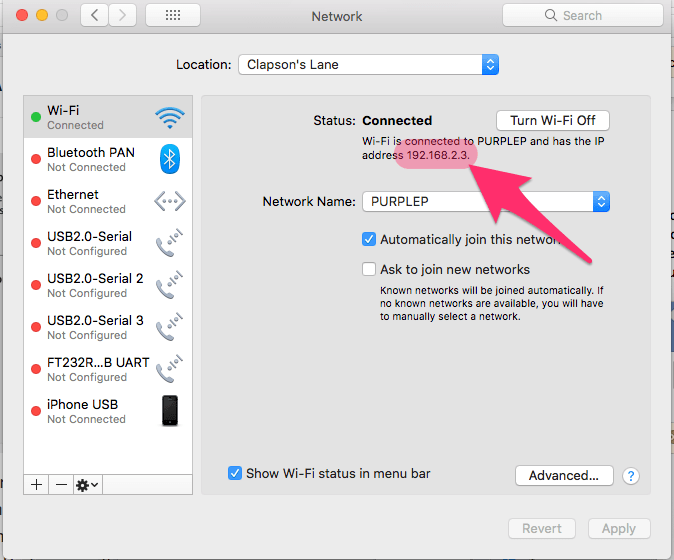 Network
Search
Location: Clapson's Lane
Wi-Fi
Connected
Bluetooth PAN
Not Connected
Ethernet
Not Connected
USB2.0-Serial
Not Configured
USB2.0-Serial 2
Not Configured
USB2.0-Serial 3
Not Configured
FT232R...B UART
Not Configured
iPhone USB
Not Connected
Status: Connected
Turn Wi-Fi Off
Wi-Fi is connected to PURPLEP and has the IP
address 192.168.2.3.
Network Name: PURPLEP
Automatically join this network
Ask to join new networks
Known networks will be joined automatically. If
no known networks are available, you will have
to manually select a network.
Show Wi-Fi status in menu bar
Advanced...
?
Revert
Apply